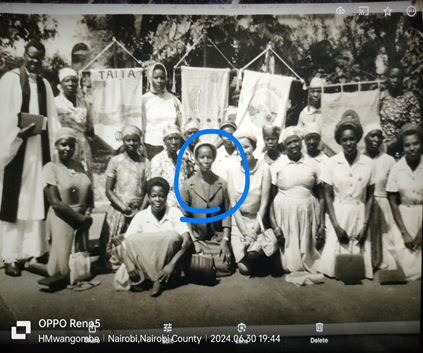 TAITA
OPPO Reno5
HMwangombe | Nairobi,Nairobi County | 2024.06.30 19:44
Delete